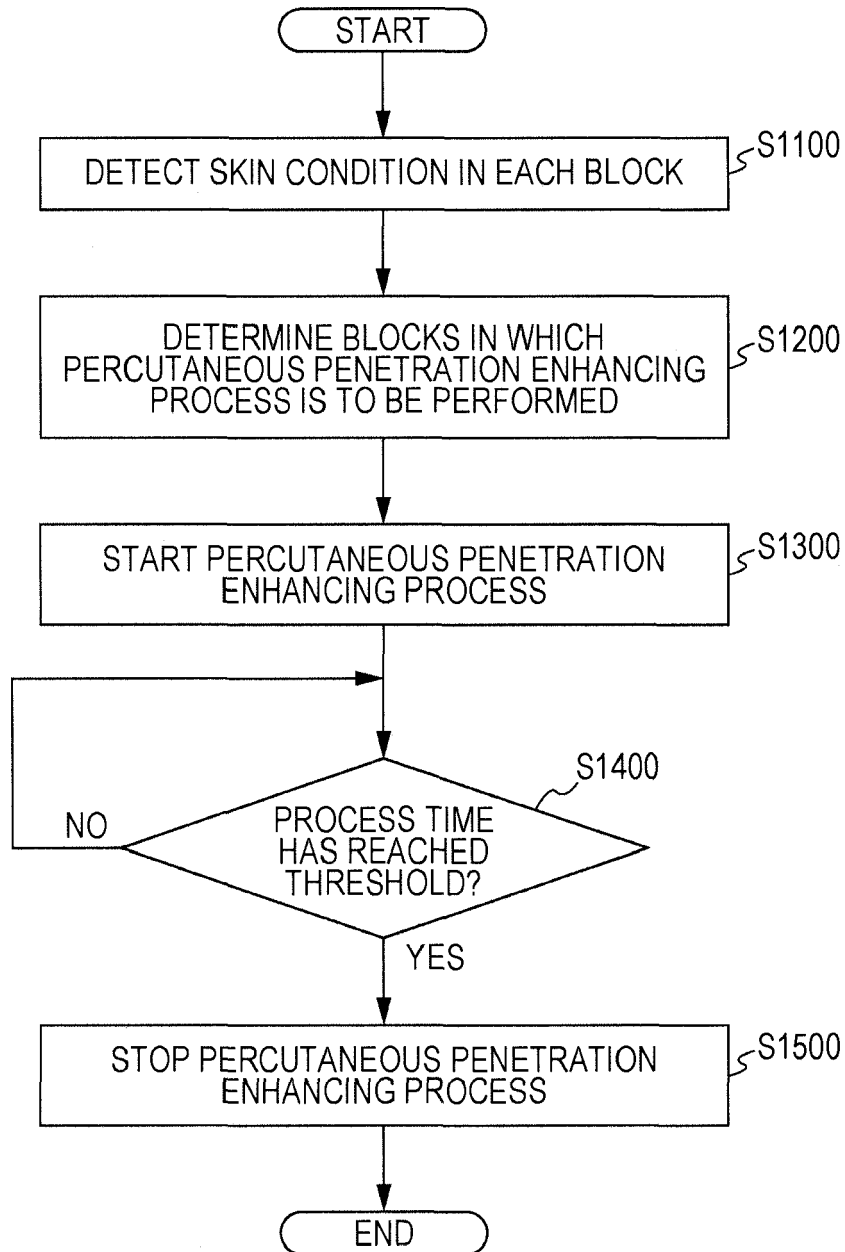 START
DETECT SKIN CONDITION IN EACH BLOCK
S1100
DETERMINE BLOCKS IN WHICH
PERCUTANEOUS PENETRATION ENHANCING
PROCESS IS TO BE PERFORMED
S1200
START PERCUTANEOUS PENETRATION
ENHANCING PROCESS
S1300
S1400
PROCESS TIME
HAS REACHED
THRESHOLD?
NO
YES
STOP PERCUTANEOUS PENETRATION
ENHANCING PROCESS
S1500
END